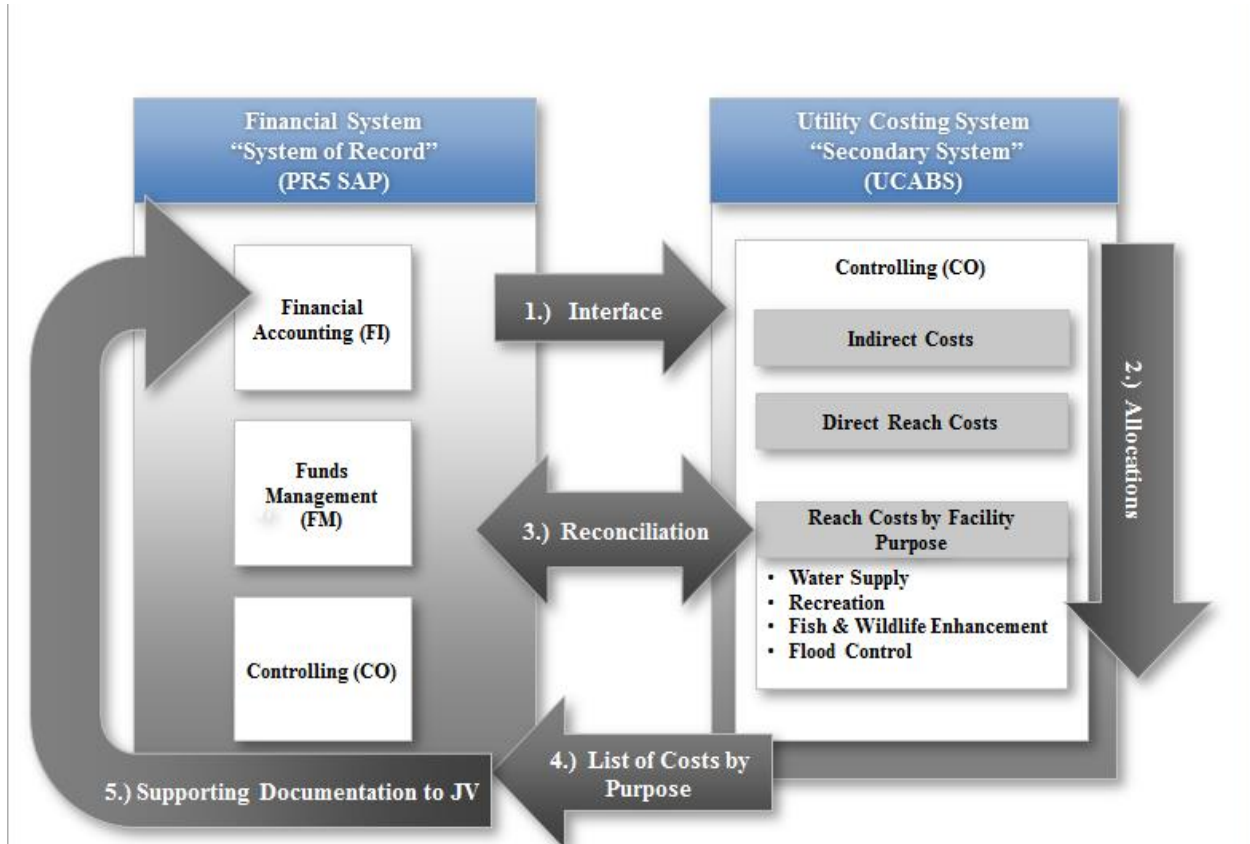 Financial System
“System of Record”
(PR5 SAP)
Utility Costing System
“Secondary System”
(UCABS)
Financial
Accounting (FI)
Funds
Management
(FM)
Controlling (CO)
1.) Interface
Controlling (CO)
Indirect Costs
Direct Reach Costs
Reach Costs by Facility
Purpose
• Water Supply
• Recreation
• Fish & Wildlife Enhancement
• Flood Control
2.) Allocations
3.) Reconciliation
4.) List of Costs by
Purpose
5.) Supporting Documentation to JV